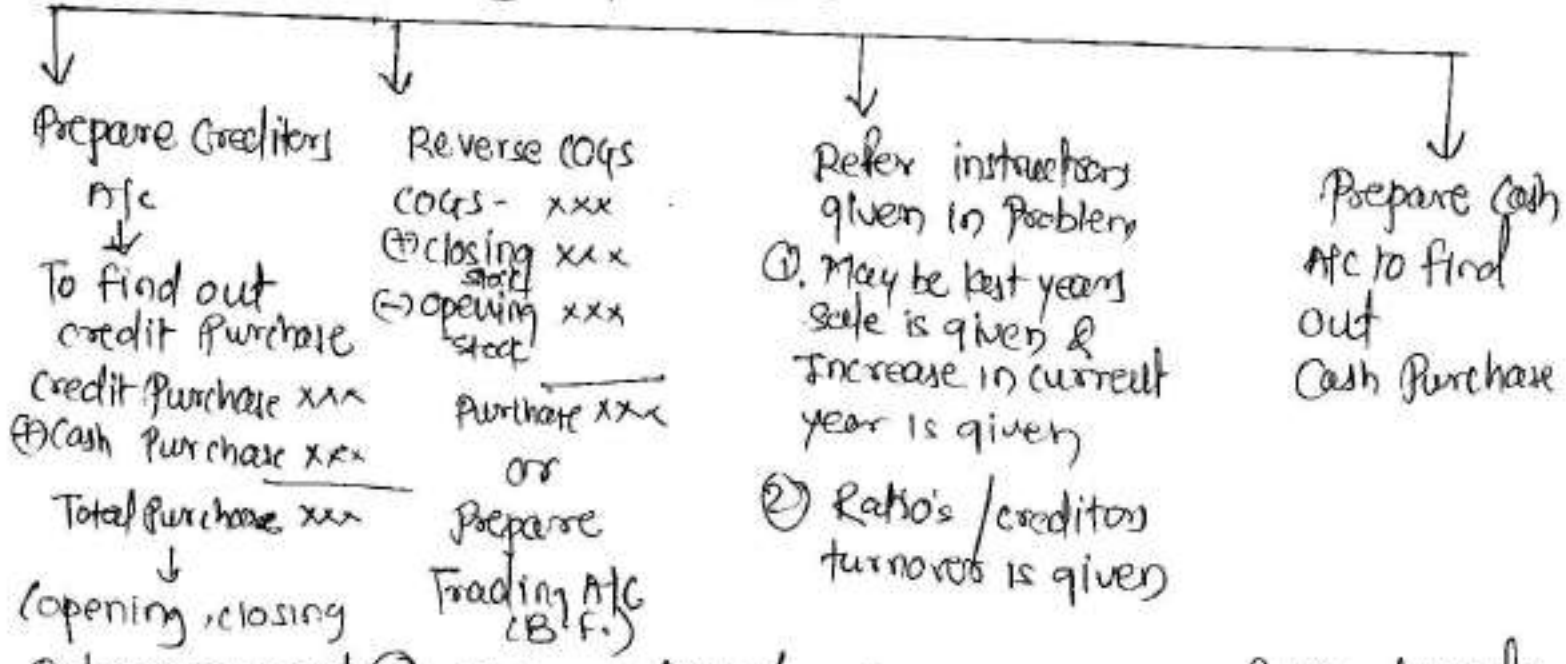 Prepare Creditors
A/c
To find out
credit Purchase
Credit Purchase xxx
(+) Cash Purchase xxx
Total Purchase xxx
(opening, closing
Reverse COGS
COGS - xxx
(+) closing xxx
stock
(-) opening xxx
stock
Purchase xxx
or
Prepare
Trading A/C
(B.f.)
Refer instructions
given in Problem
①. May be last years
sale is given &
Increase in current
year is given
② Ratio's / creditors
turnover is given
Prepare Cash
A/C to find
out
Cash Purchase